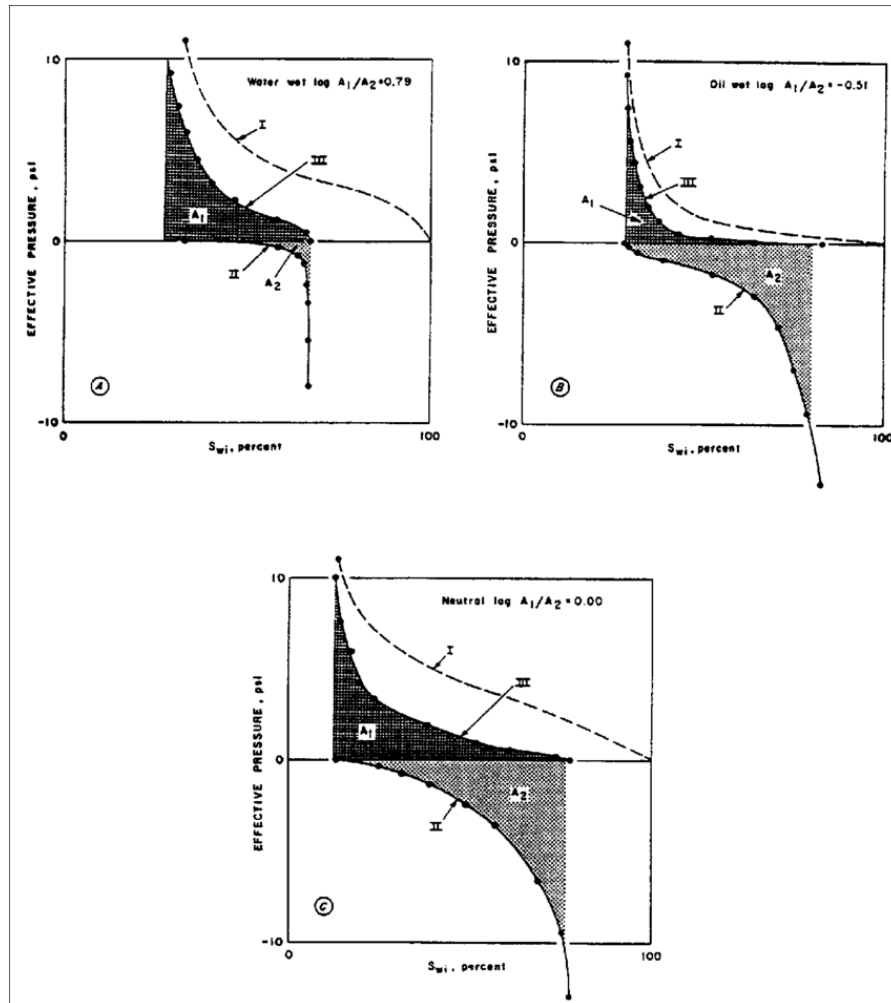 10
Water wet log A1/A2=0.79
I
III
A1
0
II
A2
EFFECTIVE PRESSURE, psi
A
-10
0
100
Swi, percent
10
Oil wet log A1/A2=-0.51
I
III
A1
0
A2
II
EFFECTIVE PRESSURE, psi
B
-10
0
100
Swi, percent
10
Neutral log A1/A2=0.00
I
III
A1
0
A2
II
EFFECTIVE PRESSURE, psi
C
-10
0
100
Swi, percent